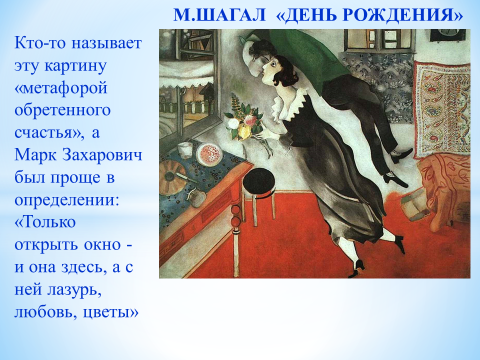 М.ШАГАЛ «ДЕНЬ РОЖДЕНИЯ»
Кто-то называет
эту картину
«метафорой
обретенного
счастья», а
Марк Захарович
был проще в
определении:
«Только
открыть окно -
и она здесь, а с
ней лазурь,
любовь, цветы»